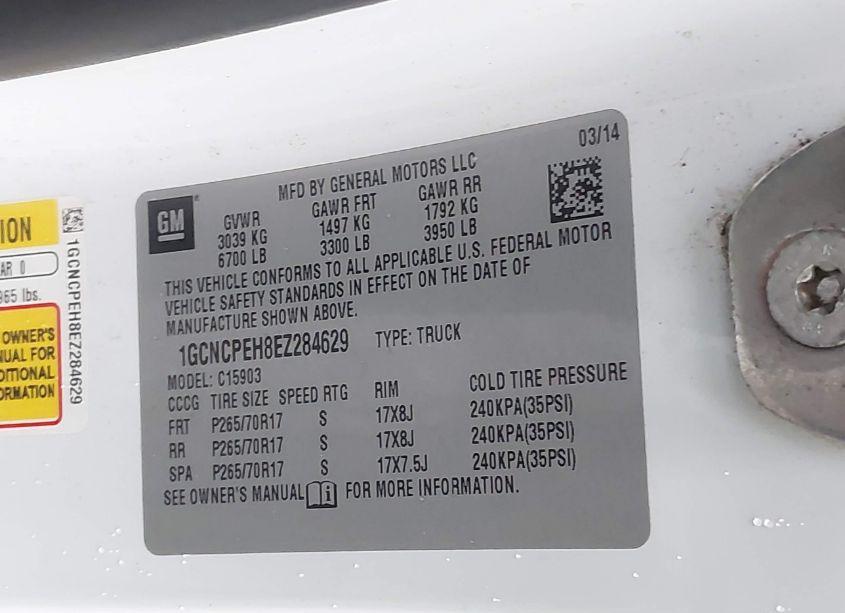 03/14
MFD BY GENERAL MOTORS LLC
GM
GVWR GAWR FRT GAWR RR
3039 KG 1497 KG 1792 KG
6700 LB 3300 LB 3950 LB
THIS VEHICLE CONFORMS TO ALL APPLICABLE U.S. FEDERAL MOTOR
VEHICLE SAFETY STANDARDS IN EFFECT ON THE DATE OF
MANUFACTURE SHOWN ABOVE.
1GCNCPEH8EZ284629 TYPE: TRUCK
MODEL: C15903
CCCG TIRE SIZE SPEED RTG RIM COLD TIRE PRESSURE
FRT P265/70R17 S 17X8J 240KPA(35PSI)
RR P265/70R17 S 17X8J 240KPA(35PSI)
SPA P265/70R17 S 17X7.5J 240KPA(35PSI)
SEE OWNER'S MANUAL i FOR MORE INFORMATION.
1GCNCPEH8EZ284629
ION
AR 0
965 lbs.
OWNER'S
UAL FOR
DITIONAL
ORMATION